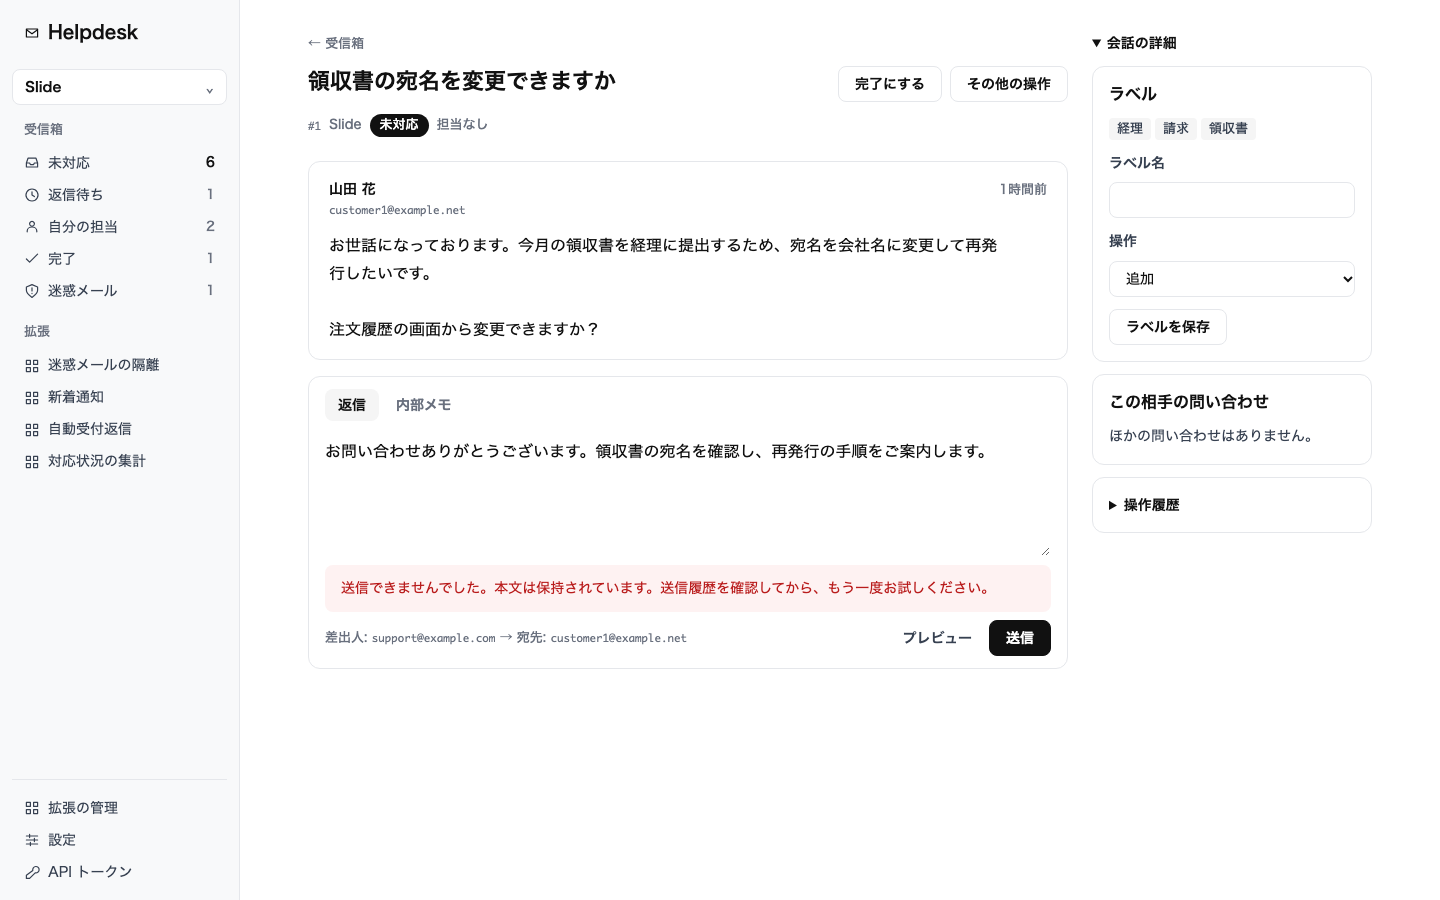 Helpdesk
Slide
受信箱
未対応 6
返信待ち 1
自分の担当 2
完了 1
迷惑メール 1
拡張
迷惑メールの隔離
新着通知
自動受付返信
対応状況の集計
拡張の管理
設定
API トークン
← 受信箱
領収書の宛名を変更できますか
完了にする その他の操作
#1 Slide 未対応 担当なし
山田 花 1時間前
customer1@example.net
お世話になっております。今月の領収書を経理に提出するため、宛名を会社名に変更して再発
行したいです。
注文履歴の画面から変更できますか？
返信 内部メモ
お問い合わせありがとうございます。領収書の宛名を確認し、再発行の手順をご案内します。
送信できませんでした。本文は保持されています。送信履歴を確認してから、もう一度お試しください。
差出人: support@example.com → 宛先: customer1@example.net プレビュー 送信
▼ 会話の詳細
ラベル
経理 請求 領収書
ラベル名
操作
追加
ラベルを保存
この相手の問い合わせ
ほかの問い合わせはありません。
▶ 操作履歴